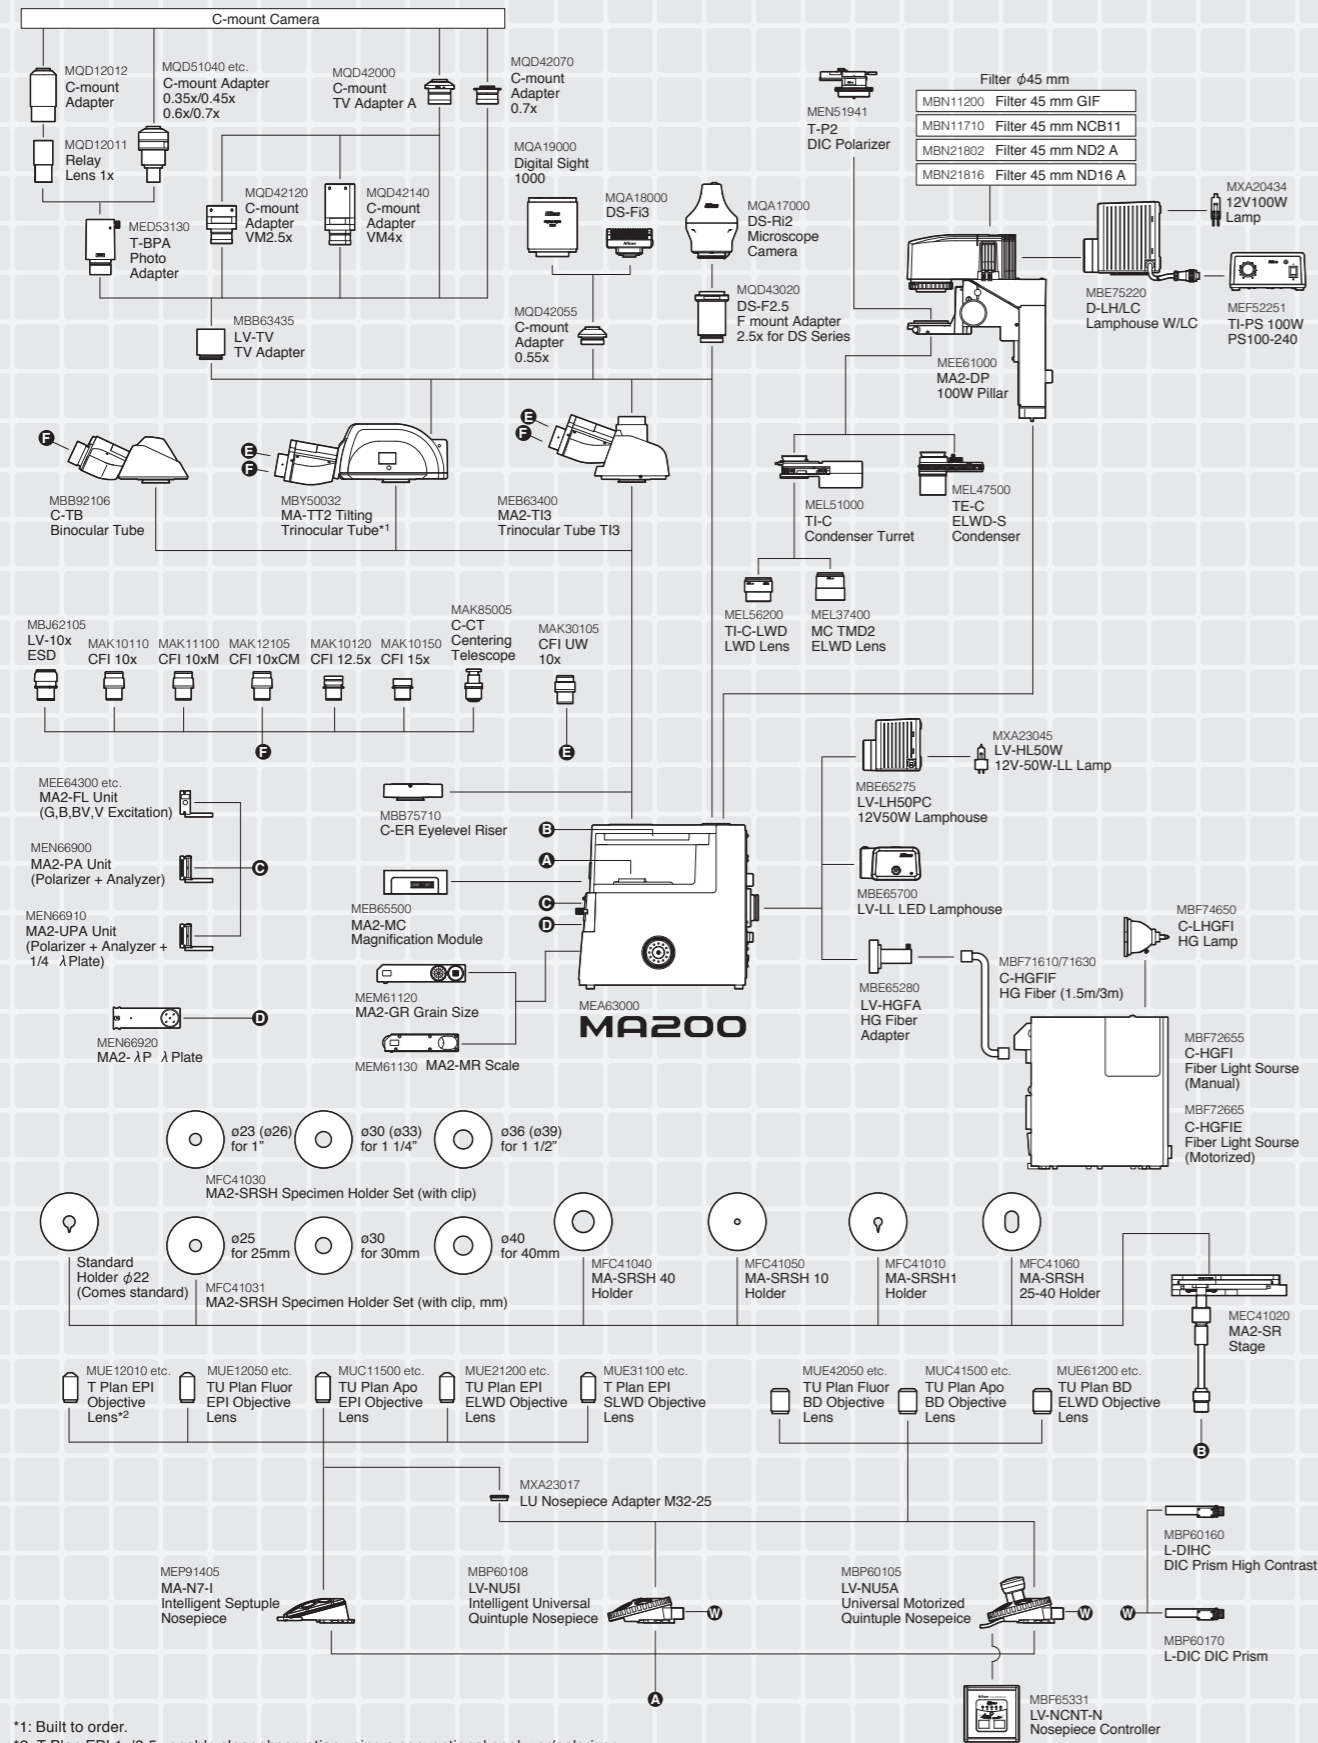 C-mount Camera
MQD12012
C-mount
Adapter
MQD51040 etc.
C-mount Adapter
0.35x/0.45x
0.6x/0.7x
MQD42000
C-mount
TV Adapter A
MQD42070
C-mount
Adapter
0.7x
MQD12011
Relay
Lens 1x
MED53130
T-BPA
Photo
Adapter
MQD42120
C-mount
Adapter
VM2.5x
MQD42140
C-mount
Adapter
VM4x
MQA19000
Digital Sight
1000
MQA18000
DS-Fi3
MQA17000
DS-Ri2
Microscope
Camera
MEN51941
T-P2
DIC Polarizer
Filter ϕ45 mm
MBN11200 Filter 45 mm GIF
MBN11710 Filter 45 mm NCB11
MBN21802 Filter 45 mm ND2 A
MBN21816 Filter 45 mm ND16 A
MXA20434
12V100W
Lamp
MBE75220
D-LH/LC
Lamphouse W/LC
MEF52251
TI-PS 100W
PS100-240
MBB63435
LV-TV
TV Adapter
MQD42055
C-mount
Adapter
0.55x
MQD43020
DS-F2.5
F mount Adapter
2.5x for DS Series
MEE61000
MA2-DP
100W Pillar
F
E
F
E
F
MBB92106
C-TB
Binocular Tube
MBY50032
MA-TT2 Tilting
Trinocular Tube*1
MEB63400
MA2-TI3
Trinocular Tube TI3
MEL51000
TI-C
Condenser Turret
MEL47500
TE-C
ELWD-S
Condenser
MEL56200
TI-C-LWD
LWD Lens
MEL37400
MC TMD2
ELWD Lens
MBJ62105
LV-10x
ESD
MAK10110
CFI 10x
MAK11100
CFI 10xM
MAK12105
CFI 10xCM
MAK10120
CFI 12.5x
MAK10150
CFI 15x
MAK85005
C-CT
Centering
Telescope
MAK30105
CFI UW
10x
F
E
MEE64300 etc.
MA2-FL Unit
(G,B,BV,V Excitation)
MEN66900
MA2-PA Unit
(Polarizer + Analyzer)
C
MEN66910
MA2-UPA Unit
(Polarizer + Analyzer +
1/4 λ Plate)
D
MEN66920
MA2- λP λ Plate
MBB75710
C-ER Eyelevel Riser
B
A
C
D
MEB65500
MA2-MC
Magnification Module
MEM61120
MA2-GR Grain Size
MEM61130 MA2-MR Scale
MEA63000
MA200
MXA23045
LV-HL50W
12V-50W-LL Lamp
MBE65275
LV-LH50PC
12V50W Lamphouse
MBE65700
LV-LL LED Lamphouse
MBE65280
LV-HGFA
HG Fiber
Adapter
MBF71610/71630
C-HGFIF
HG Fiber (1.5m/3m)
MBF74650
C-LHGFI
HG Lamp
MBF72655
C-HGFI
Fiber Light Sourse
(Manual)
MBF72665
C-HGFIE
Fiber Light Sourse
(Motorized)
ø23 (ø26)
for 1"
ø30 (ø33)
for 1 1/4"
ø36 (ø39)
for 1 1/2"
MFC41030
MA2-SRSH Specimen Holder Set (with clip)
Standard
Holder ϕ22
(Comes standard)
ø25
for 25mm
ø30
for 30mm
ø40
for 40mm
MFC41031
MA2-SRSH Specimen Holder Set (with clip, mm)
MFC41040
MA-SRSH 40
Holder
MFC41050
MA-SRSH 10
Holder
MFC41010
MA-SRSH1
Holder
MFC41060
MA-SRSH
25-40 Holder
MEC41020
MA2-SR
Stage
B
MUE12010 etc.
T Plan EPI
Objective
Lens*2
MUE12050 etc.
TU Plan Fluor
EPI Objective
Lens
MUC11500 etc.
TU Plan Apo
EPI Objective
Lens
MUE21200 etc.
TU Plan EPI
ELWD Objective
Lens
MUE31100 etc.
T Plan EPI
SLWD Objective
Lens
MUE42050 etc.
TU Plan Fluor
BD Objective
Lens
MUC41500 etc.
TU Plan Apo
BD Objective
Lens
MUE61200 etc.
TU Plan BD
ELWD Objective
Lens
MXA23017
LU Nosepiece Adapter M32-25
MEP91405
MA-N7-I
Intelligent Septuple
Nosepiece
MBP60108
LV-NU5I
Intelligent Universal
Quintuple Nosepiece
W
MBP60105
LV-NU5A
Universal Motorized
Quintuple Nosepeice
W
W
MBP60160
L-DIHC
DIC Prism High Contrast
MBP60170
L-DIC DIC Prism
A
MBF65331
LV-NCNT-N
Nosepiece Controller
*1: Built to order.